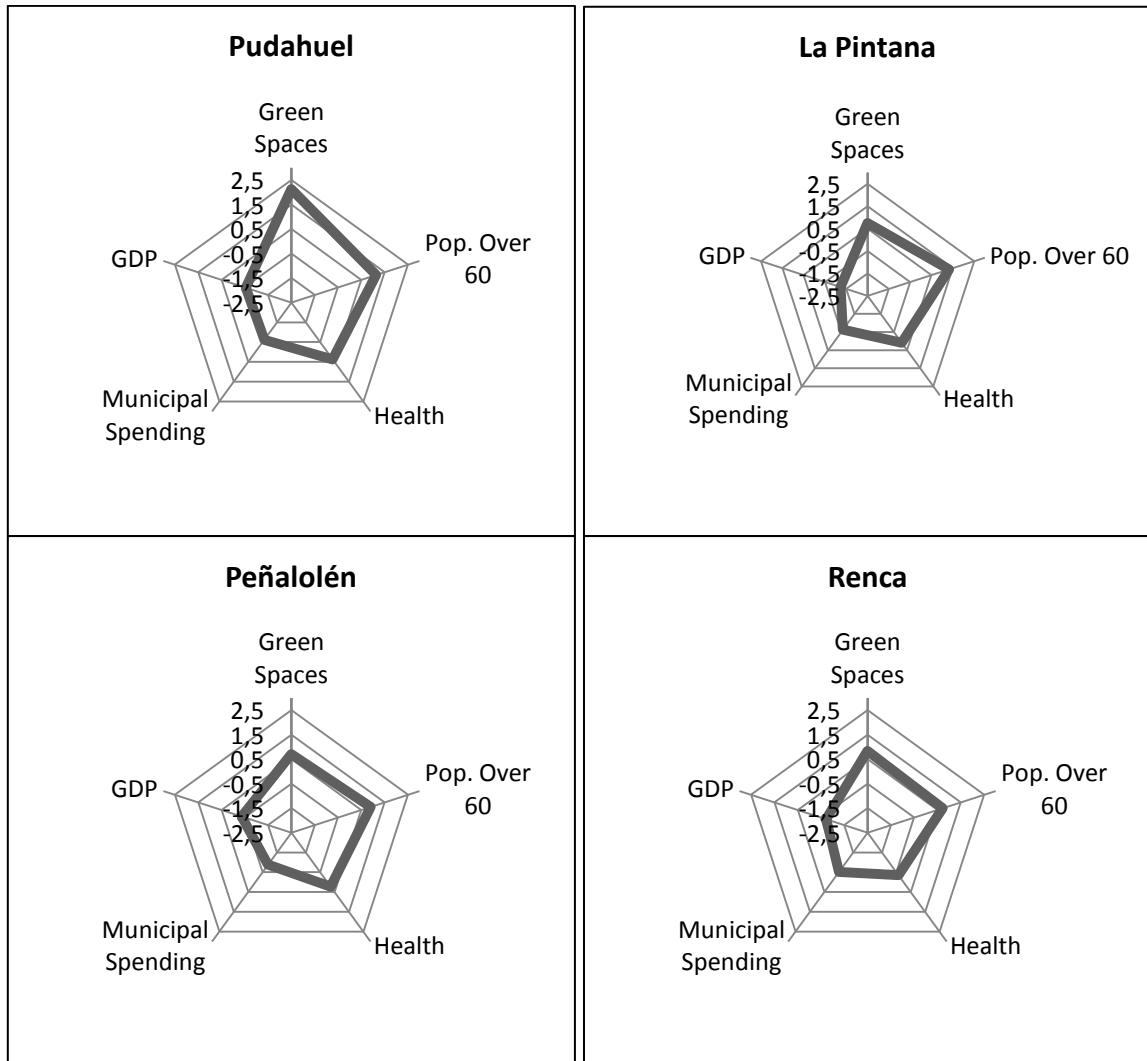 Pudahuel
Green
Spaces
2,5
1,5
0,5
-0,5
-1,5
-2,5
GDP
Pop. Over
60
Municipal
Spending
Health
La Pintana
Green
Spaces
2,5
1,5
0,5
-0,5
-1,5
-2,5
GDP
Pop. Over 60
Municipal
Spending
Health
Peñalolén
Green
Spaces
2,5
1,5
0,5
-0,5
-1,5
-2,5
GDP
Pop. Over
60
Municipal
Spending
Health
Renca
Green
Spaces
2,5
1,5
0,5
-0,5
-1,5
-2,5
GDP
Pop. Over
60
Municipal
Spending
Health